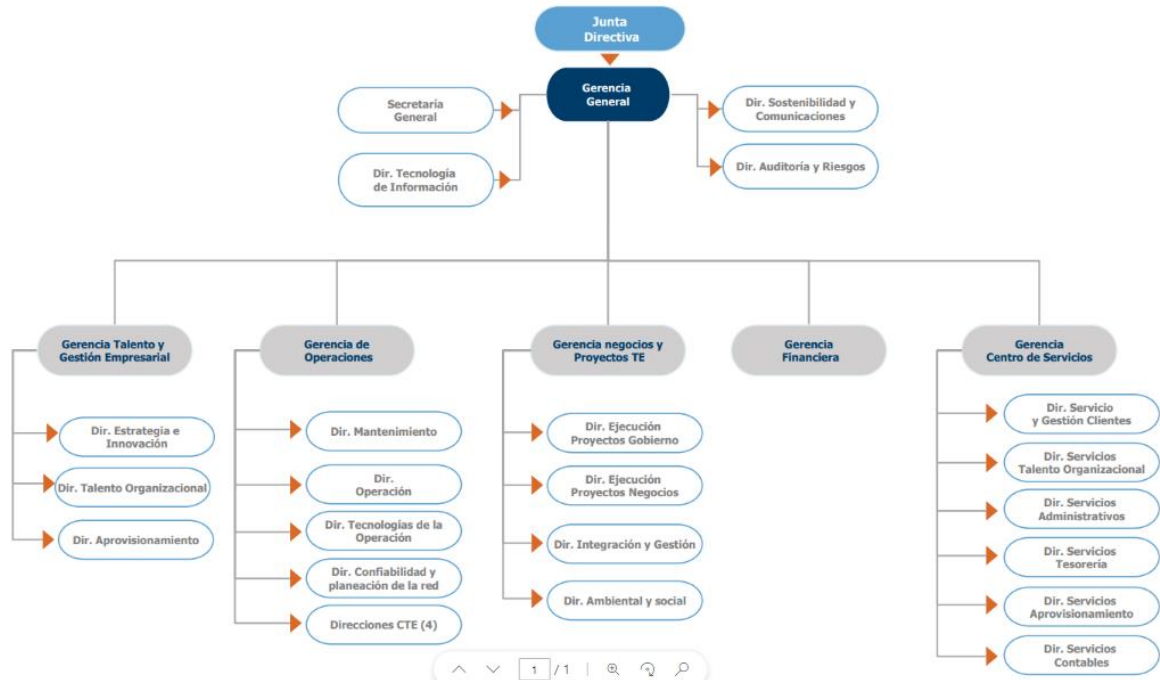 Junta
Directiva
Gerencia
General
Secretaría
General
Dir. Tecnología
de Información
Dir. Sostenibilidad y
Comunicaciones
Dir. Auditoría y Riesgos
Gerencia Talento y
Gestión Empresarial
Dir. Estrategia e
Innovación
Dir. Talento Organizacional
Dir. Aprovisionamiento
Gerencia de
Operaciones
Dir. Mantenimiento
Dir.
Operación
Dir. Tecnologías de la
Operación
Dir. Confiabilidad y
planeación de la red
Direcciones CTE (4)
Gerencia negocios y
Proyectos TE
Dir. Ejecución
Proyectos Gobierno
Dir. Ejecución
Proyectos Negocios
Dir. Integración y Gestión
Dir. Ambiental y social
Gerencia
Financiera
Gerencia
Centro de Servicios
Dir. Servicio
y Gestión Clientes
Dir. Servicios
Talento Organizacional
Dir. Servicios
Administrativos
Dir. Servicios
Tesorería
Dir. Servicios
Aprovisionamiento
Dir. Servicios
Contables
1 / 1